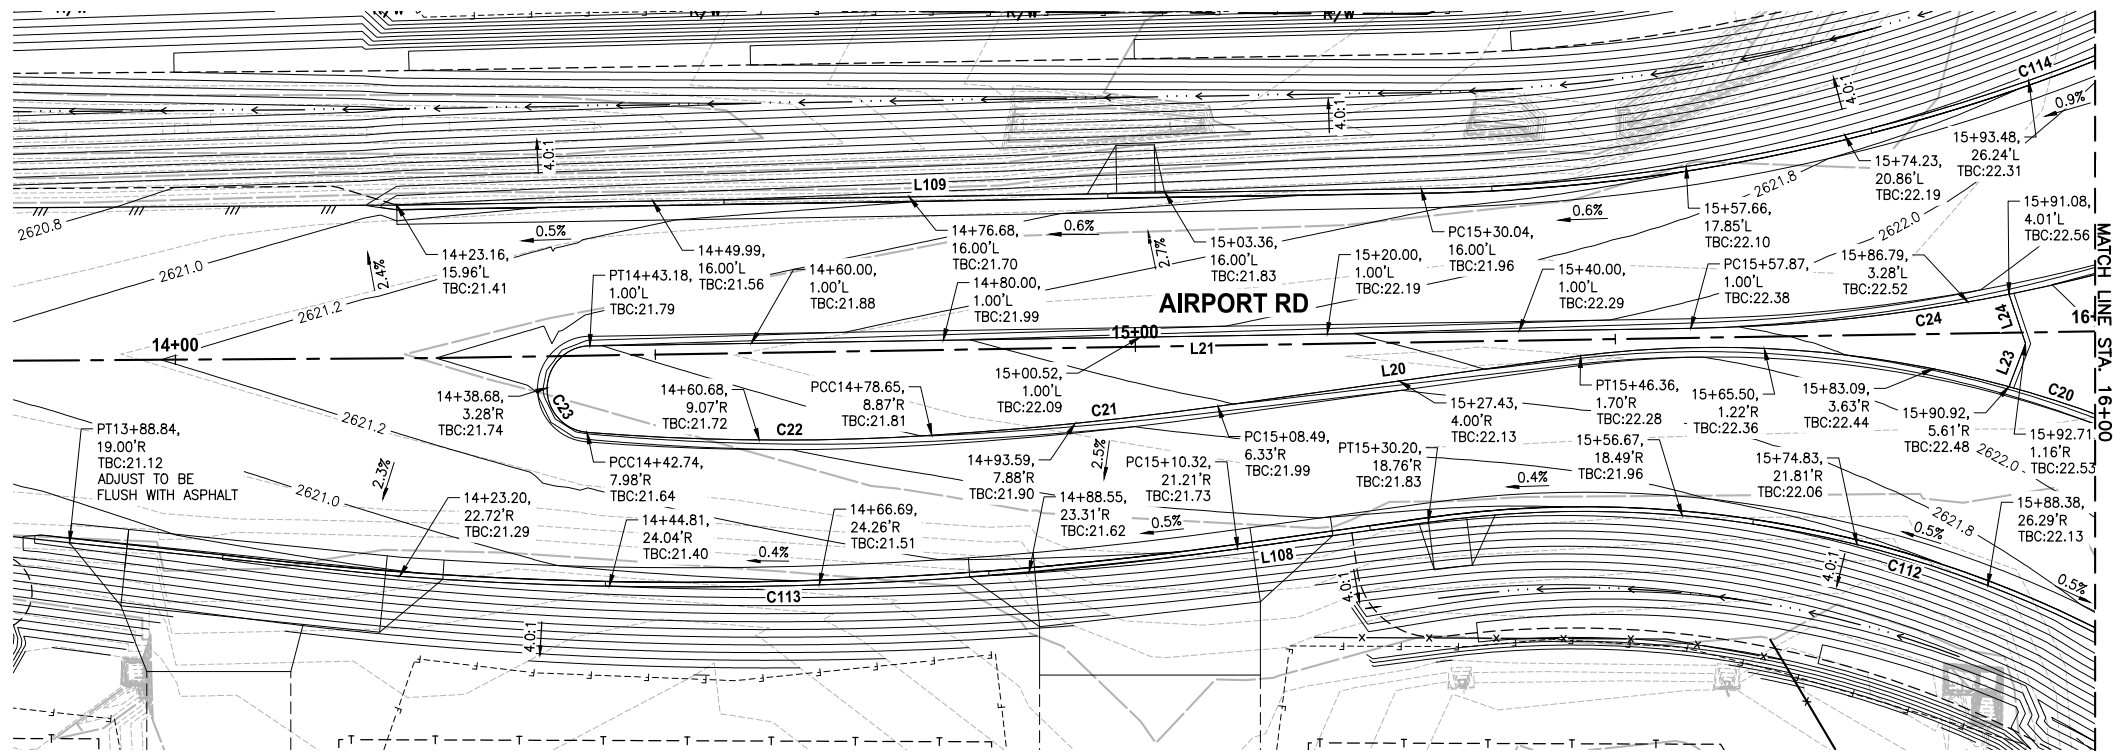 R/W
R/W
R/W
R/W
R/W
C114
0.9%
4.0:1
4.0:1
4.0:1
15+93.48,
26.24'L
TBC:22.31
15+74.23,
20.86'L
TBC:22.19
2621.8
L109
2620.8
2621.0
0.5%
0.6%
0.6%
2.4%
2.7%
14+23.16,
15.96'L
TBC:21.41
14+49.99,
16.00'L
TBC:21.56
14+76.68,
16.00'L
TBC:21.70
15+03.36,
16.00'L
TBC:21.83
PC15+30.04,
16.00'L
TBC:21.96
15+57.66,
17.85'L
TBC:22.10
2622.0
15+91.08,
4.01'L
TBC:22.56
PT14+43.18,
1.00'L
TBC:21.79
14+60.00,
1.00'L
TBC:21.88
14+80.00,
1.00'L
TBC:21.99
15+20.00,
1.00'L
TBC:22.19
15+40.00,
1.00'L
TBC:22.29
PC15+57.87,
1.00'L
TBC:22.38
15+86.79,
3.28'L
TBC:22.52
AIRPORT RD
2621.2
14+00
15+00
16+
L21
C24
L24
L23
C20
L20
MATCH LINE STA. 16+00
15+00.52,
1.00'L
TBC:22.09
14+38.68,
3.28'R
TBC:21.74
C23
14+60.68,
9.07'R
TBC:21.72
PCC14+78.65,
8.87'R
TBC:21.81
C22
C21
15+27.43,
4.00'R
TBC:22.13
PT15+46.36,
1.70'R
TBC:22.28
15+65.50,
1.22'R
TBC:22.36
15+83.09,
3.63'R
TBC:22.44
15+90.92,
5.61'R
TBC:22.48
15+92.71,
1.16'R
TBC:22.53
2621.2
PT13+88.84,
19.00'R
TBC:21.12
ADJUST TO BE
FLUSH WITH ASPHALT
2.3%
2621.0
PCC14+42.74,
7.98'R
TBC:21.64
14+93.59,
7.88'R
TBC:21.90
2.5%
PC15+08.49,
6.33'R
TBC:21.99
PC15+10.32,
21.21'R
TBC:21.73
PT15+30.20,
18.76'R
TBC:21.83
15+56.67,
18.49'R
TBC:21.96
15+74.83,
21.81'R
TBC:22.06
2622.0
15+88.38,
26.29'R
TBC:22.13
2621.8
14+23.20,
22.72'R
TBC:21.29
14+44.81,
24.04'R
TBC:21.40
14+66.69,
24.26'R
TBC:21.51
14+88.55,
23.31'R
TBC:21.62
0.4%
0.5%
0.4%
0.5%
0.5%
L108
C113
C112
4.0:1
4.0:1
4.0:1